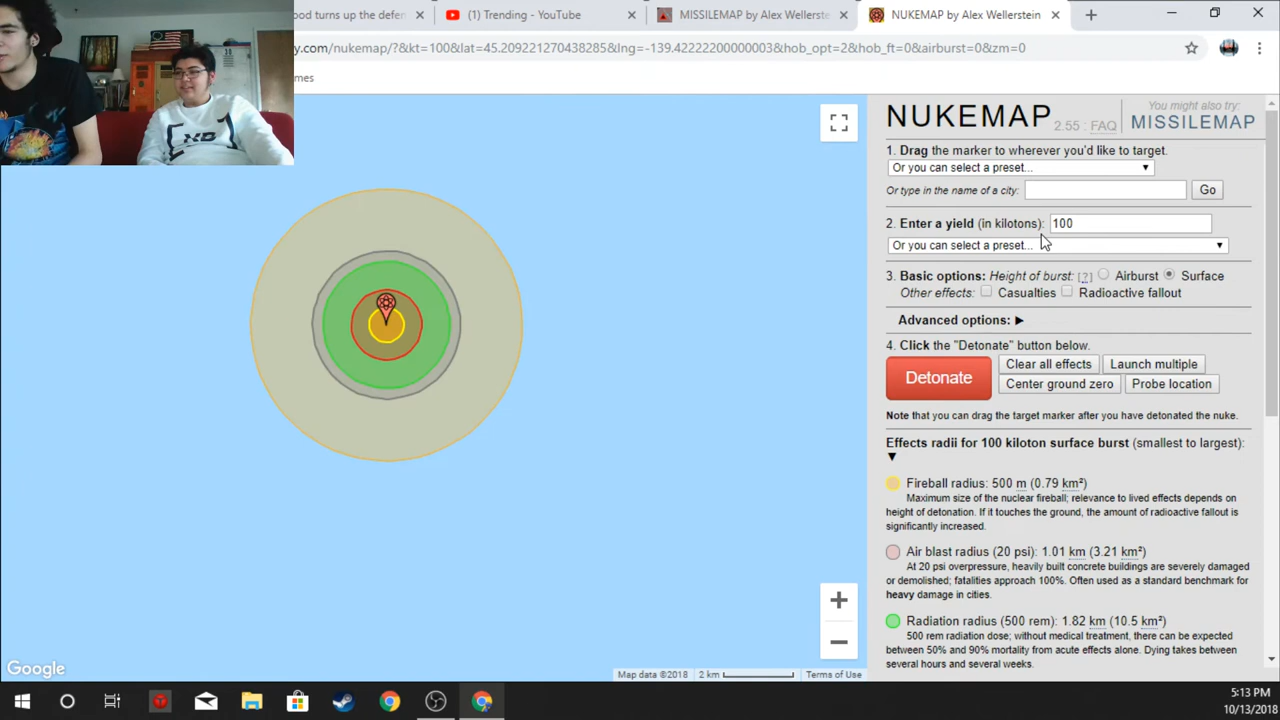 ood turns up the defer
(1) Trending - YouTube
MISSILEMAP by Alex Wellerste
NUKEMAP by Alex Wellerstein
y.com/nukemap/?&kt=100&lat=45.209221270438285&lng=-139.42222200000003&hob_opt=2&hob_ft=0&airburst=0&zm=0
mes
NUKEMAP 2.55 : FAQ
You might also try:
MISSILEMAP
1. Drag the marker to wherever you'd like to target.
Or you can select a preset...
Or type in the name of a city: Go
2. Enter a yield (in kilotons): 100
Or you can select a preset...
3. Basic options: Height of burst: [?] Airburst Surface
Other effects: Casualties Radioactive fallout
Advanced options: ▶
4. Click the "Detonate" button below.
Detonate
Clear all effects Launch multiple
Center ground zero Probe location
Note that you can drag the target marker after you have detonated the nuke.
Effects radii for 100 kiloton surface burst (smallest to largest):
▼
Fireball radius: 500 m (0.79 km²)
Maximum size of the nuclear fireball; relevance to lived effects depends on
height of detonation. If it touches the ground, the amount of radioactive fallout is
significantly increased.
Air blast radius (20 psi): 1.01 km (3.21 km²)
At 20 psi overpressure, heavily built concrete buildings are severely damaged
or demolished; fatalities approach 100%. Often used as a standard benchmark for
heavy damage in cities.
Radiation radius (500 rem): 1.82 km (10.5 km²)
500 rem radiation dose; without medical treatment, there can be expected
between 50% and 90% mortality from acute effects alone. Dying takes between
several hours and several weeks.
Google
Map data ©2018 2 km Terms of Use
5:13 PM
10/13/2018